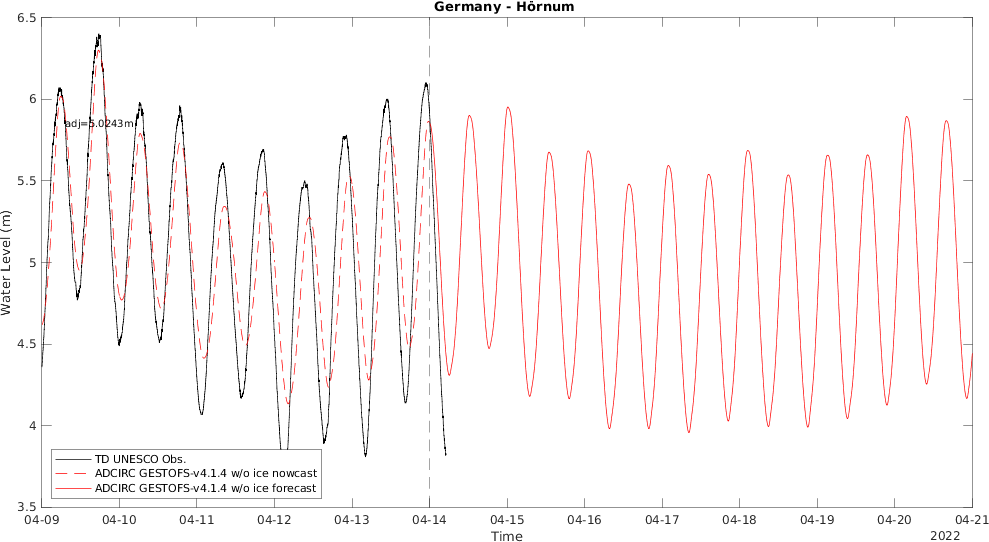 Germany - Hörnum
6.5
6
5.5
5
4.5
4
3.5
Water Level (m)
adj=5.0243m
TD UNESCO Obs.
ADCIRC GESTOFS-v4.1.4 w/o ice nowcast
ADCIRC GESTOFS-v4.1.4 w/o ice forecast
04-09 04-10 04-11 04-12 04-13 04-14 04-15 04-16 04-17 04-18 04-19 04-20 04-21
Time
2022